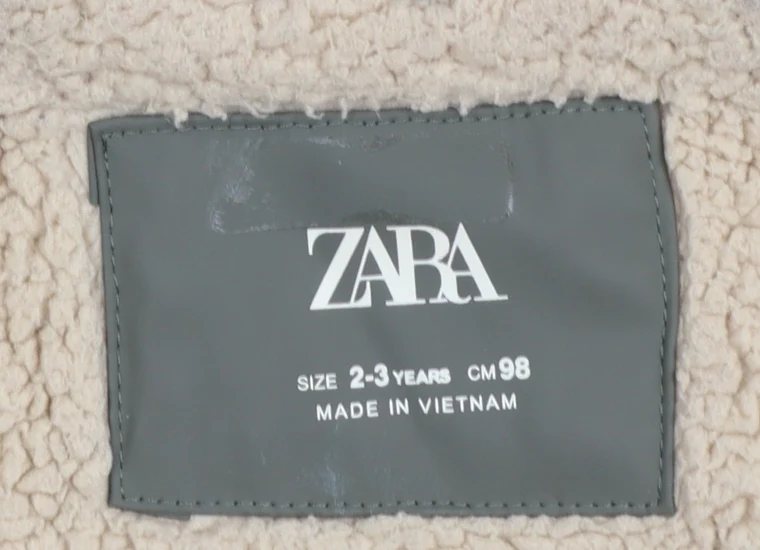 ZARA
SIZE 2-3 YEARS CM 98
MADE IN VIETNAM